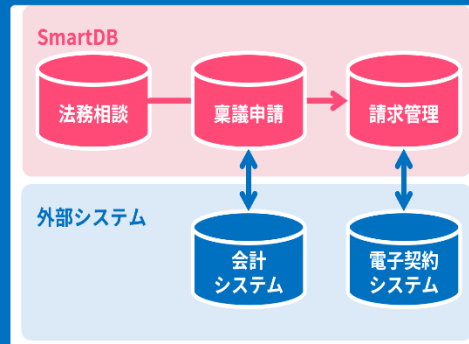 SmartDB
法務相談
稟議申請
請求管理
外部システム
会計
システム
電子契約
システム